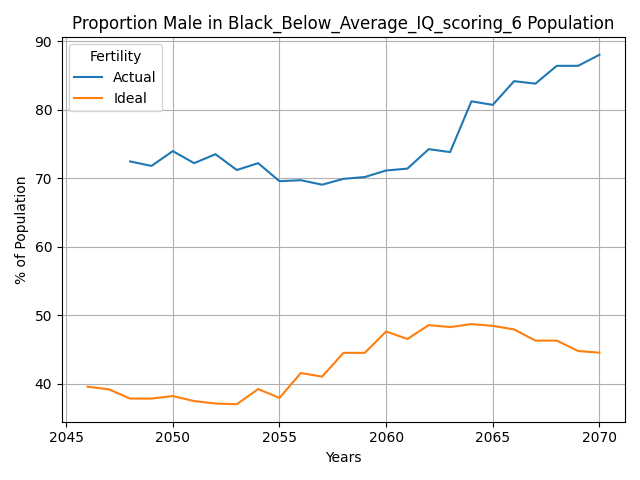 Proportion Male in Black_Below_Average_IQ_scoring_6 Population
90
Fertility
Actual
Ideal
80
70
60
50
40
% of Population
2045
2050
2055
2060
2065
2070
Years